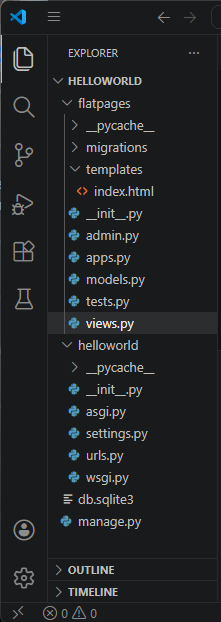 EXPLORER
HELLOWORLD
flatpages
__pycache__
migrations
templates
<> index.html
__init__.py
admin.py
apps.py
models.py
tests.py
views.py
helloworld
__pycache__
__init__.py
asgi.py
settings.py
urls.py
wsgi.py
db.sqlite3
manage.py
OUTLINE
TIMELINE
0 0